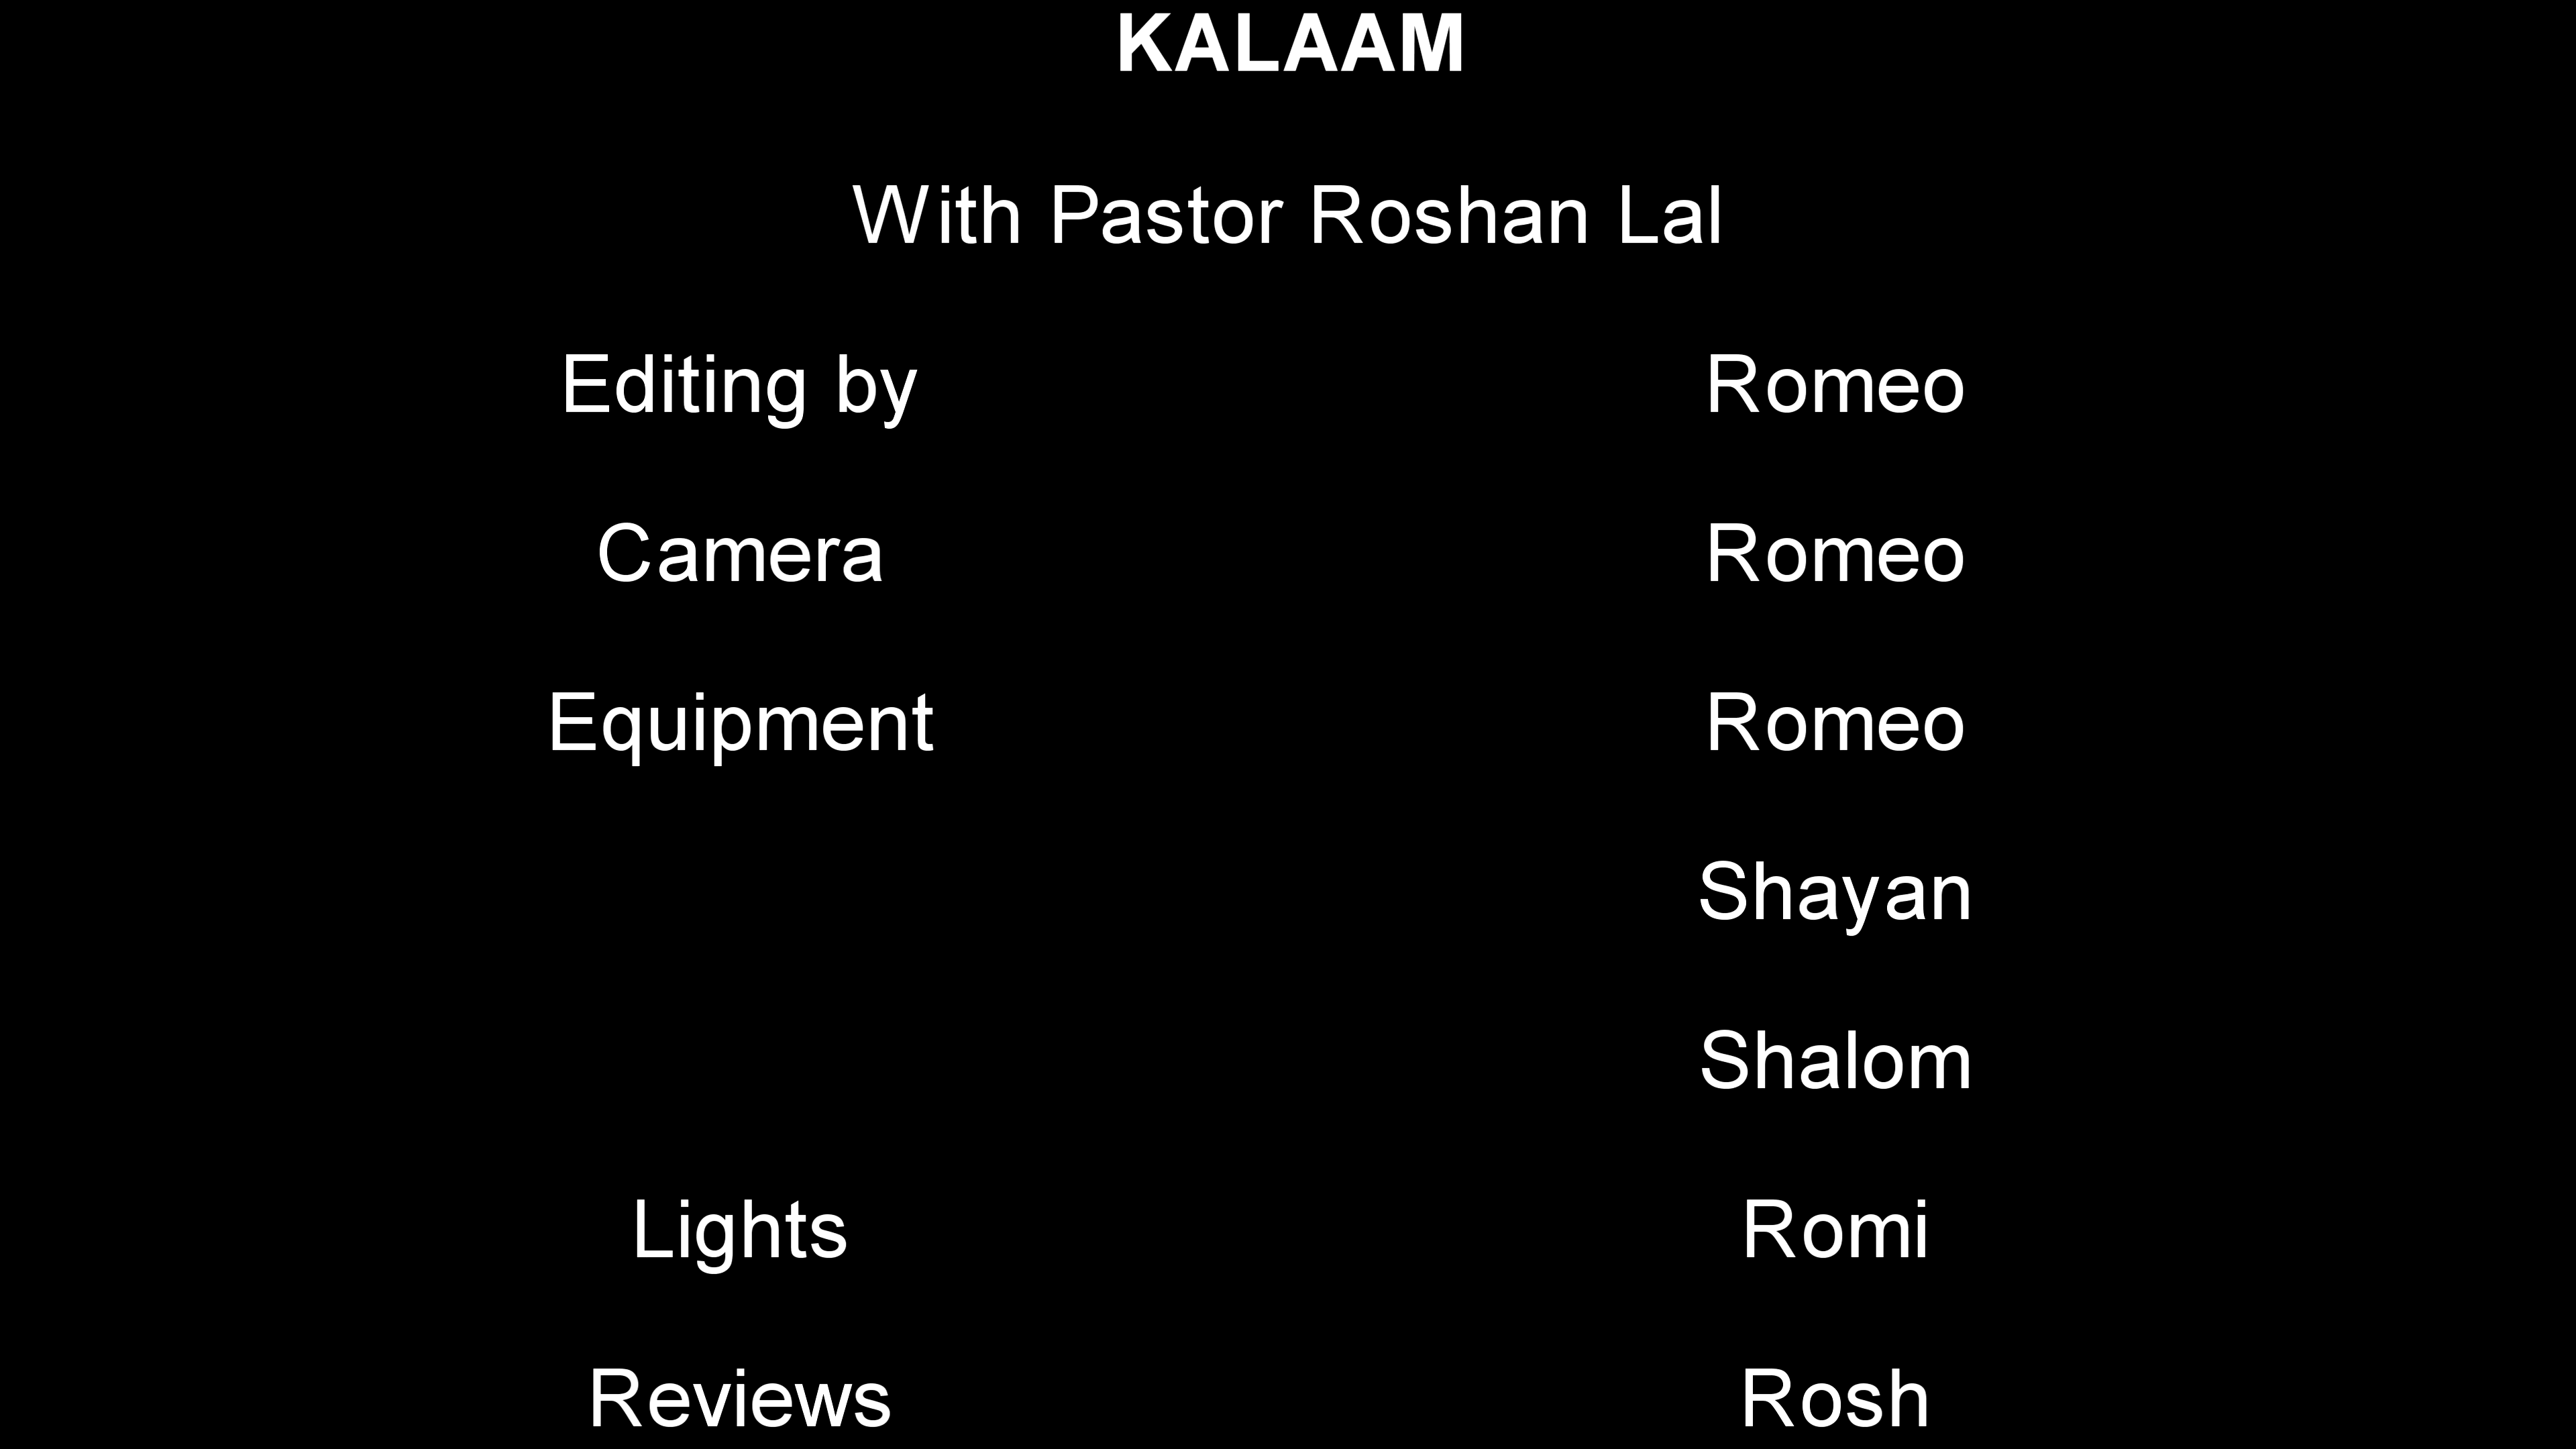 KALAAM
With Pastor Roshan Lal
Editing by Romeo
Camera Romeo
Equipment Romeo
Shayan
Shalom
Lights Romi
Reviews Rosh